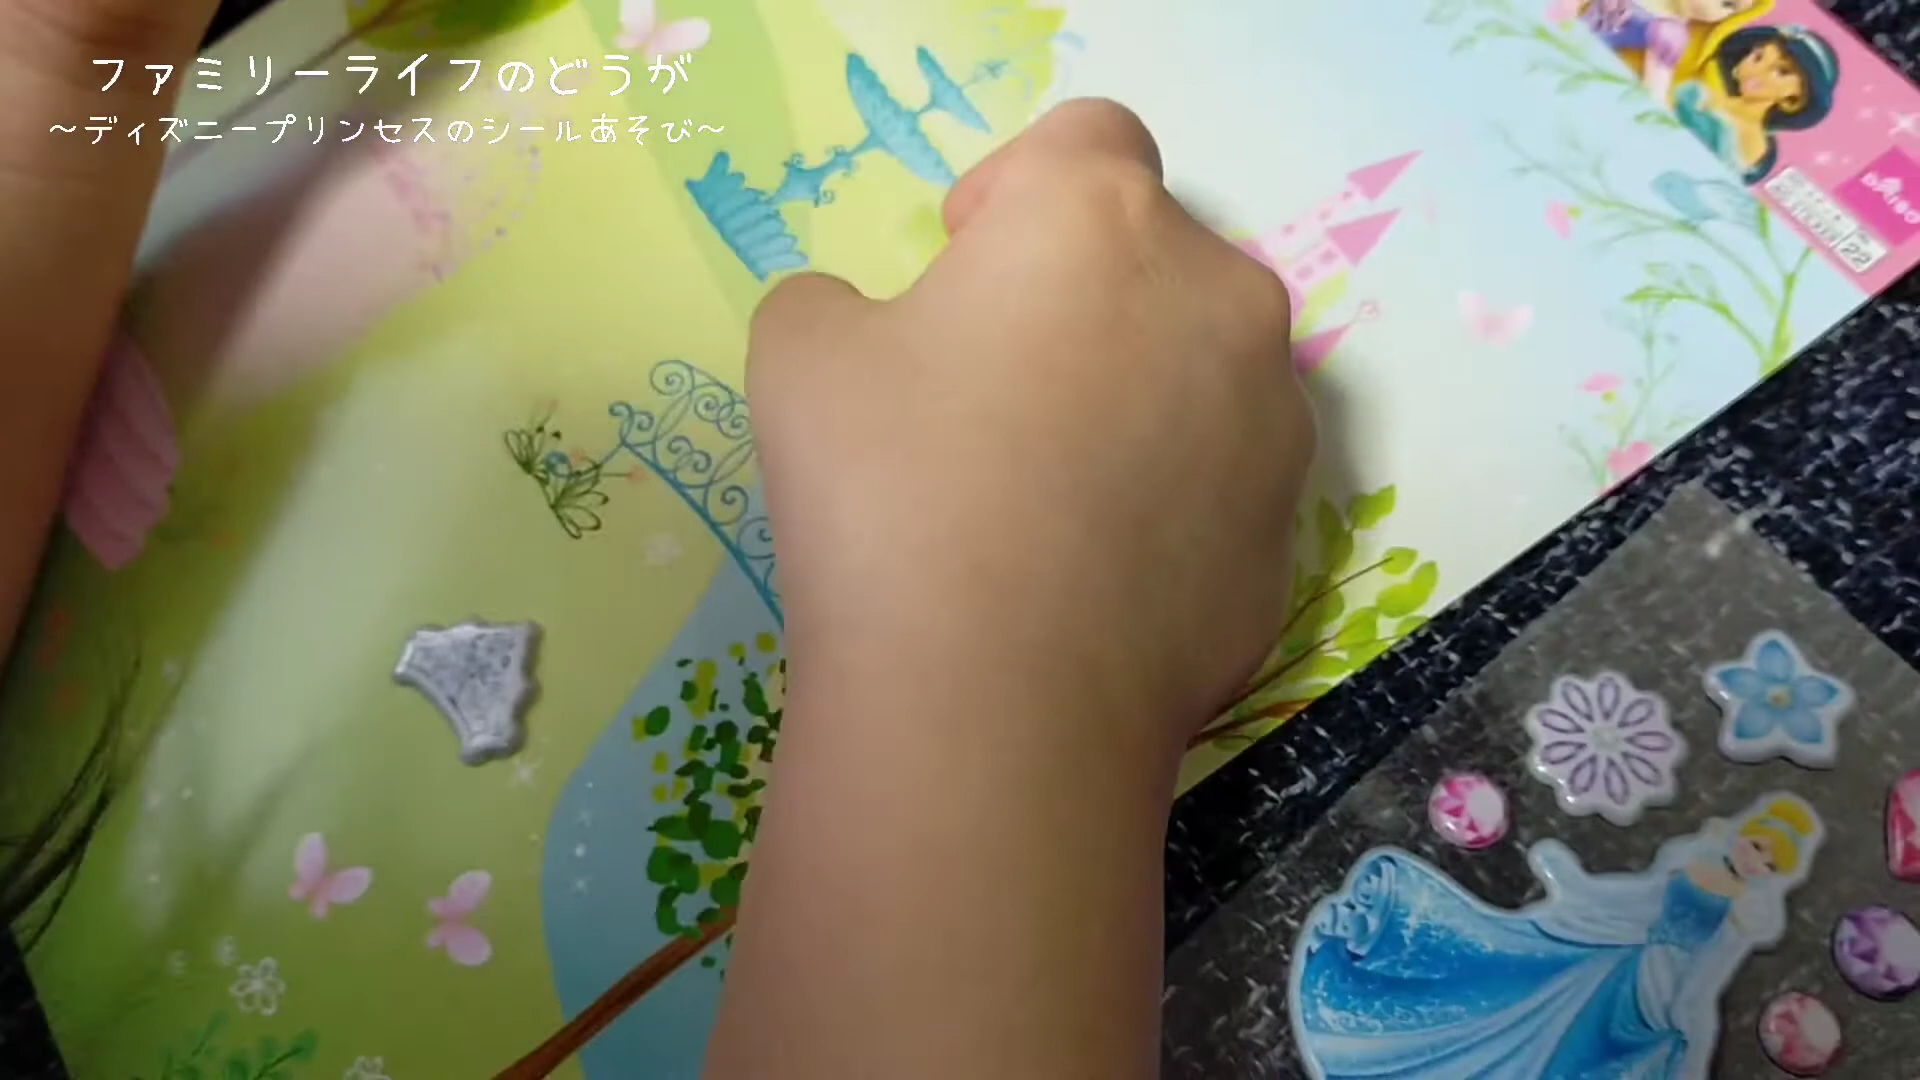 ファミリーライフのどうが
～ディズニープリンセスのシールあそび～
22